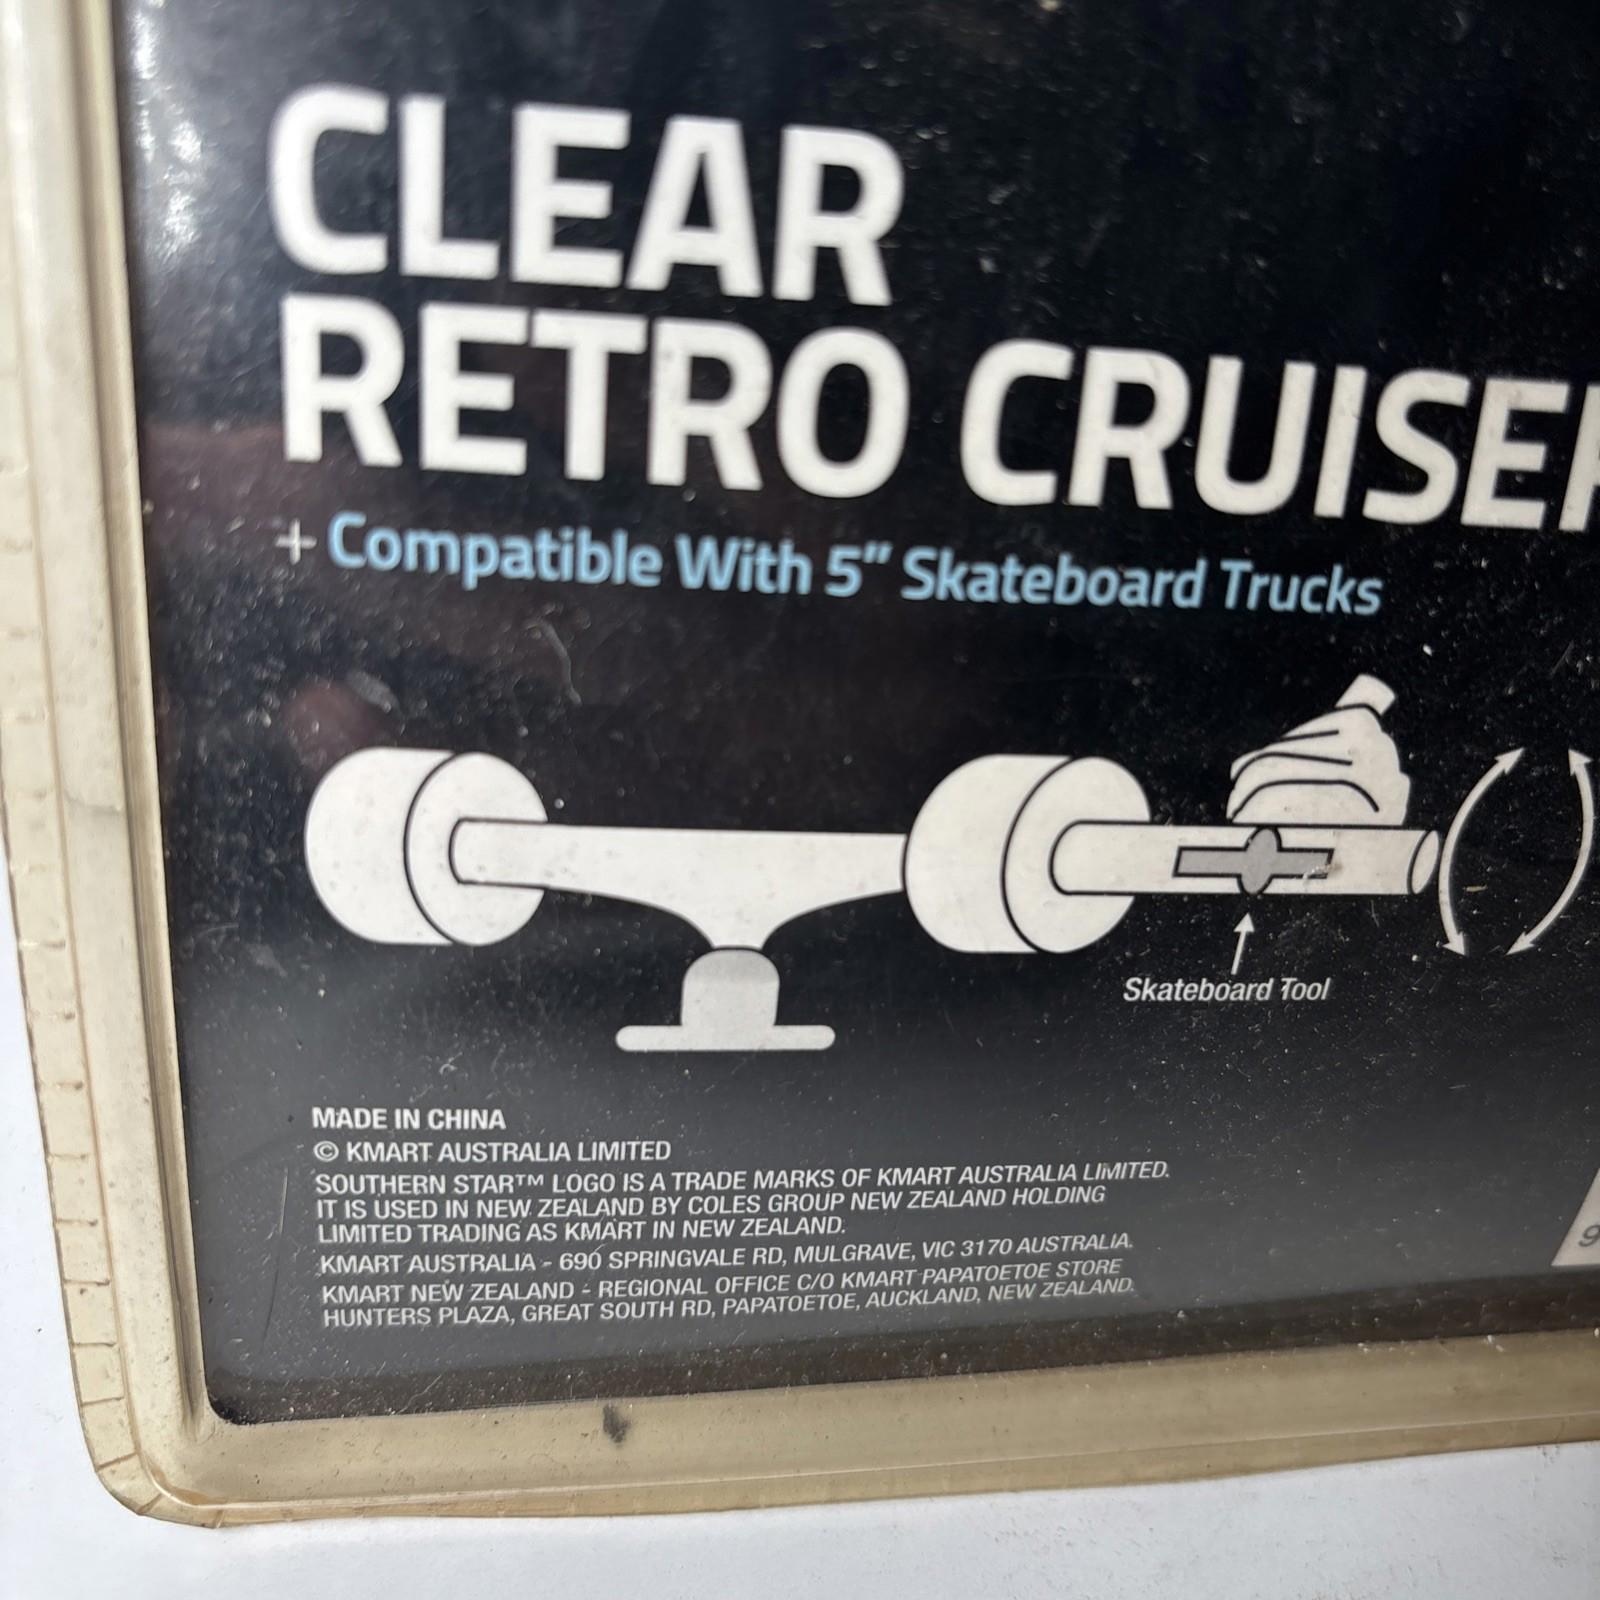 CLEAR
RETRO CRUISER
+ Compatible With 5" Skateboard Trucks
Skateboard Tool
MADE IN CHINA
© KMART AUSTRALIA LIMITED
SOUTHERN STAR™ LOGO IS A TRADE MARKS OF KMART AUSTRALIA LIMITED.
IT IS USED IN NEW ZEALAND BY COLES GROUP NEW ZEALAND HOLDING
LIMITED TRADING AS KMART IN NEW ZEALAND.
KMART AUSTRALIA - 690 SPRINGVALE RD, MULGRAVE, VIC 3170 AUSTRALIA.
KMART NEW ZEALAND - REGIONAL OFFICE C/O KMART PAPATOETOE STORE
HUNTERS PLAZA, GREAT SOUTH RD, PAPATOETOE, AUCKLAND, NEW ZEALAND.
9